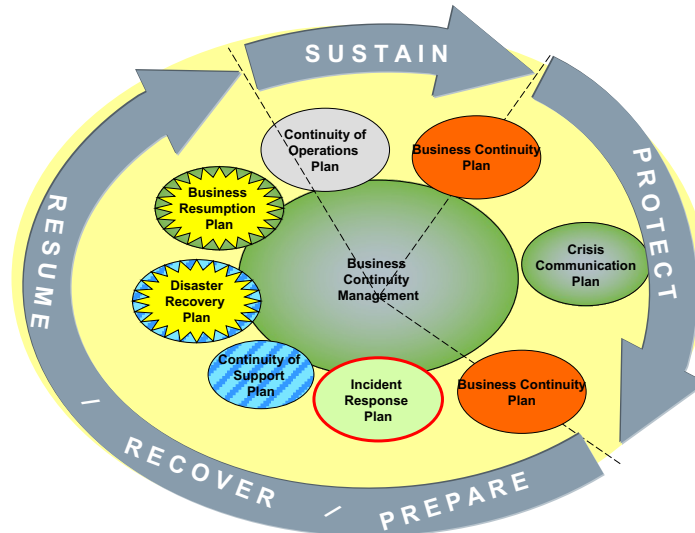 SUSTAIN
PROTECT
RESUME / RECOVER / PREPARE
Continuity of
Operations
Plan
Business Continuity
Plan
Business
Resumption
Plan
Crisis
Communication
Plan
Business
Continuity
Management
Disaster
Recovery
Plan
Continuity of
Support
Plan
Incident
Response
Plan
Business Continuity
Plan